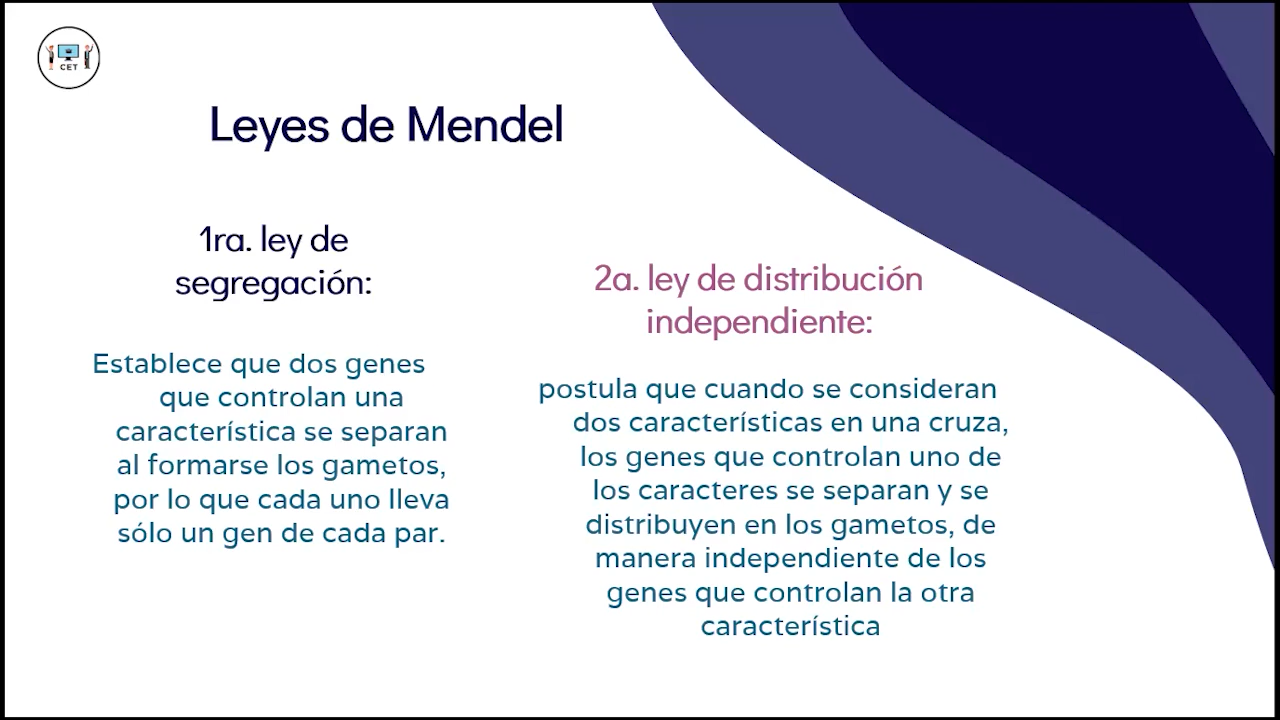 CET
Leyes de Mendel
1ra. ley de
segregación:
Establece que dos genes
que controlan una
característica se separan
al formarse los gametos,
por lo que cada uno lleva
sólo un gen de cada par.
2a. ley de distribución
independiente:
postula que cuando se consideran
dos características en una cruza,
los genes que controlan uno de
los caracteres se separan y se
distribuyen en los gametos, de
manera independiente de los
genes que controlan la otra
característica